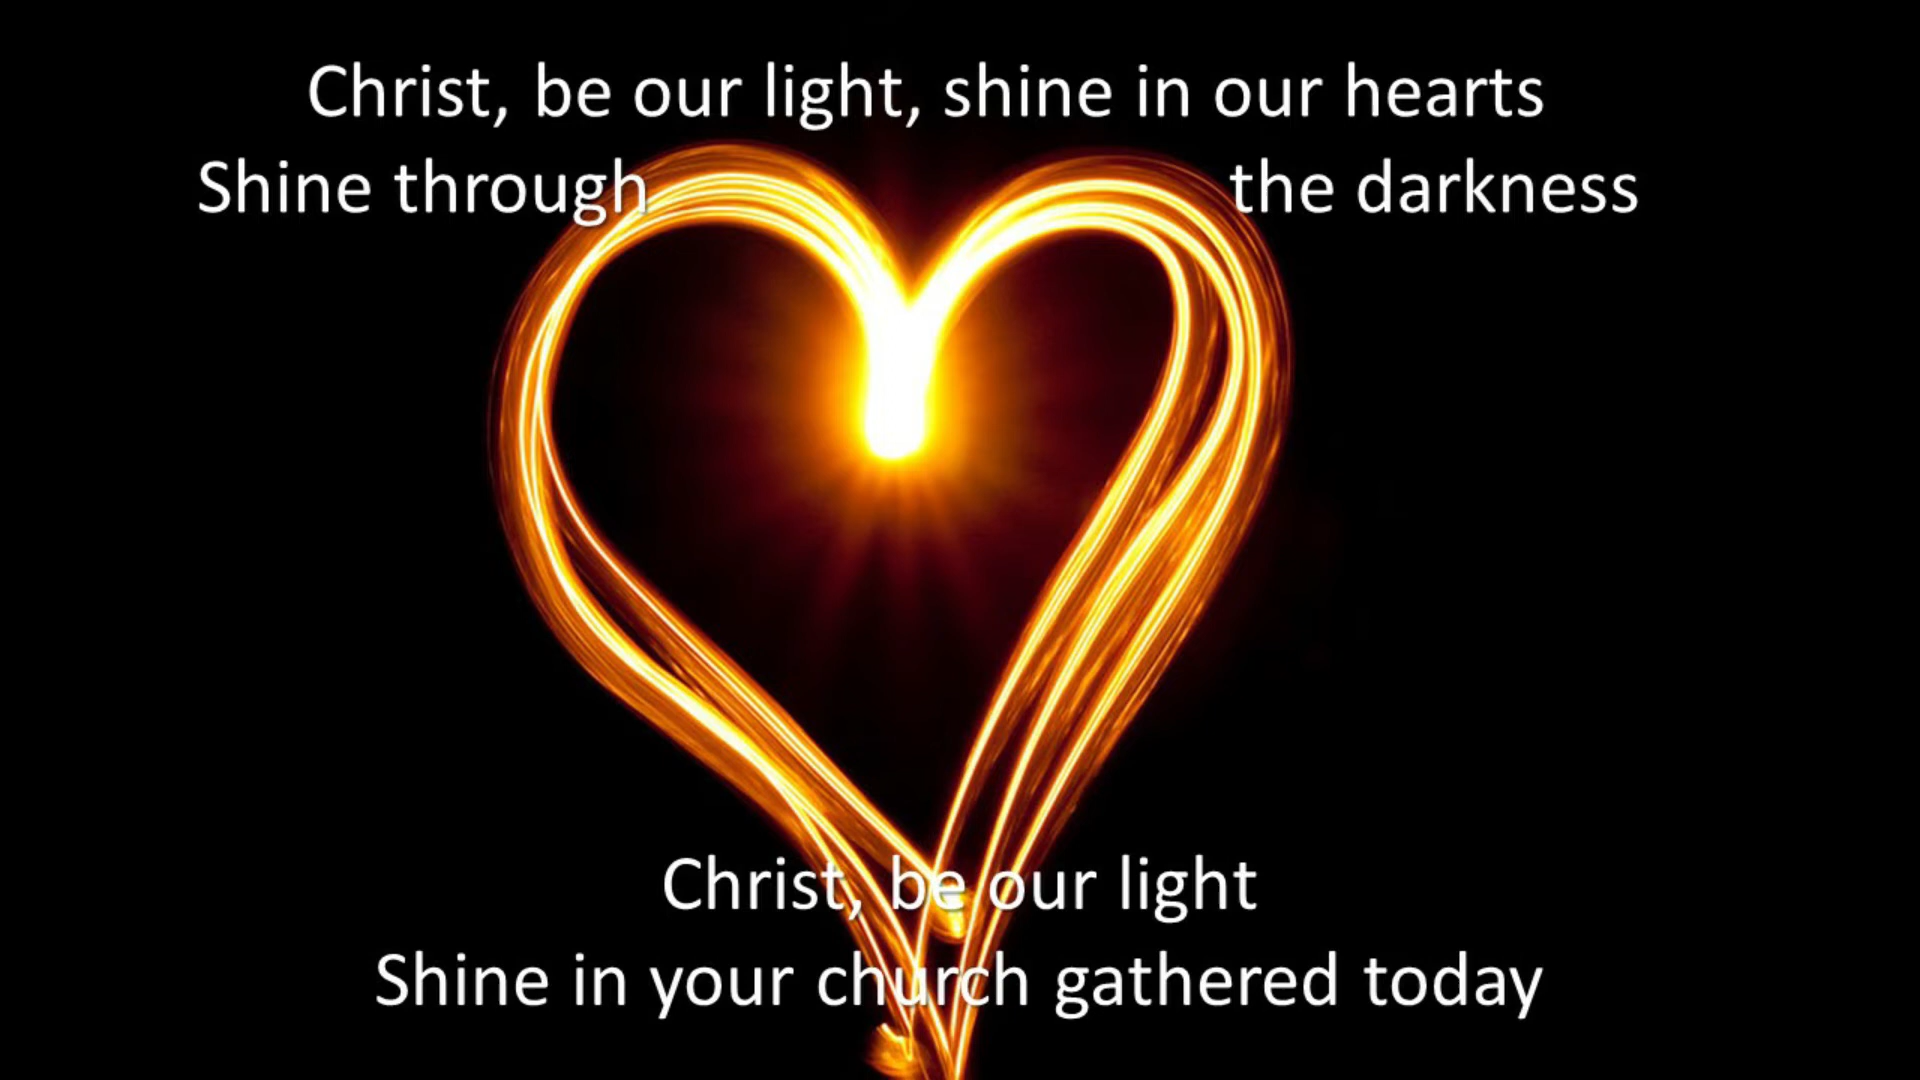 Christ, be our light, shine in our hearts
Shine through the darkness
Christ, be our light
Shine in your church gathered today